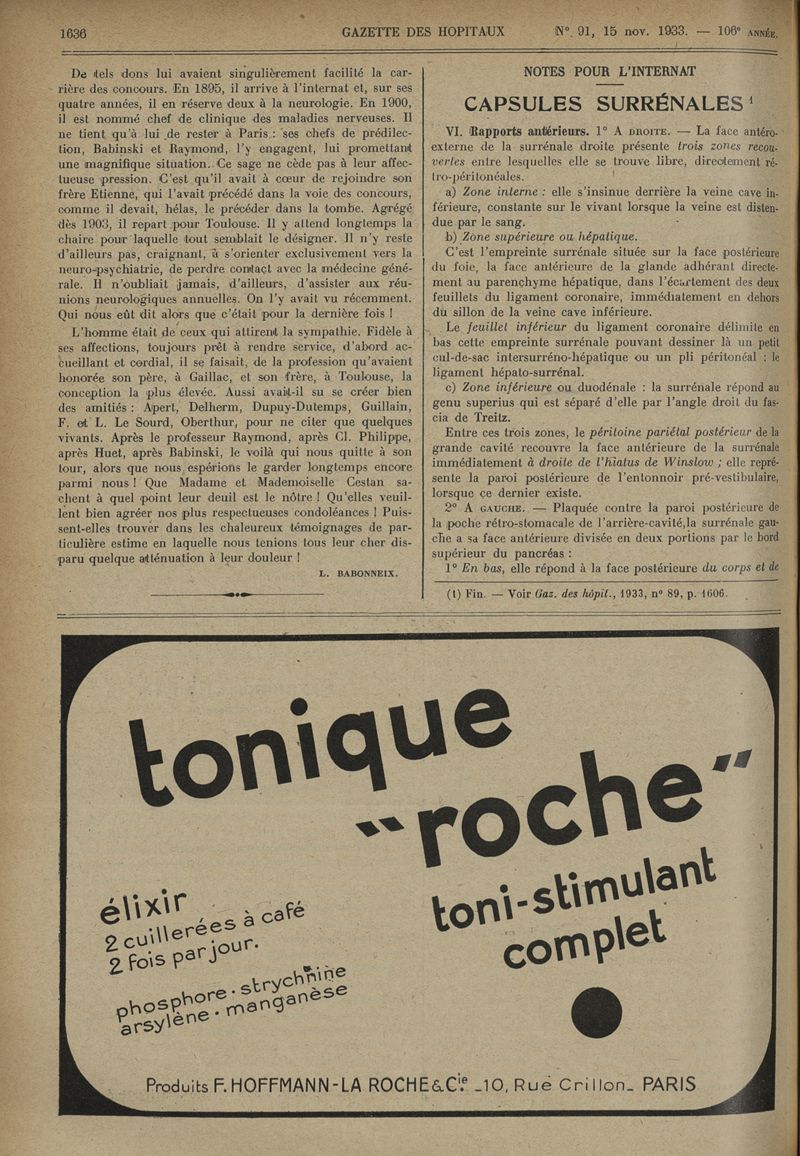 1636
GAZETTE DES HOPITAUX
N°. 91, 15 nov. 1933. — 106e ANNÉE.
De tels dons lui avaient singulièrement facilité la car-
rière des concours. En 1895, il arrive à l'internat et, sur ses
quatre années, il en réserve deux à la neurologie. En 1900,
il est nommé chef de clinique des maladies nerveuses. Il
ne tient qu'à lui de rester à Paris : ses chefs de prédilec-
tion, Babinski et Raymond, l'y engagent, lui promettant
une magnifique situation. Ce sage ne cède pas à leur affec-
tueuse pression. C'est qu'il avait à cœur de rejoindre son
frère Etienne, qui l'avait précédé dans la voie des concours,
comme il devait, hélas, le précéder dans la tombe. Agrégé
dès 1903, il repart pour Toulouse. Il y attend longtemps la
chaire pour laquelle tout semblait le désigner. Il n'y reste
d'ailleurs pas, craignant, à s'orienter exclusivement vers la
neuro-psychiatrie, de perdre contact avec la médecine géné-
rale. Il n'oubliait jamais, d'ailleurs, d'assister aux réu-
nions neurologiques annuelles. On l'y avait vu récemment.
Qui nous eût dit alors que c'était pour la dernière fois !
L'homme était de ceux qui attirent la sympathie. Fidèle à
ses affections, toujours prêt à rendre service, d'abord ac-
cueillant et cordial, il se faisait, de la profession qu'avaient
honorée son père, à Gaillac, et son frère, à Toulouse, la
conception la plus élevée. Aussi avait-il su se créer bien
des amitiés : Apert, Delherm, Dupuy-Dutemps, Guillain,
F. et L. Le Sourd, Oberthur, pour ne citer que quelques
vivants. Après le professeur Raymond, après Cl. Philippe,
après Huet, après Babinski, le voilà qui nous quitte à son
tour, alors que nous espérions le garder longtemps encore
parmi nous ! Que Madame et Mademoiselle Cestan sa-
chent à quel point leur deuil est le nôtre ! Qu'elles veuil-
lent bien agréer nos plus respectueuses condoléances ! Puis-
sent-elles trouver dans les chaleureux témoignages de par-
ticulière estime en laquelle nous tenions tous leur cher dis-
paru quelque atténuation à leur douleur !
L. BABONNEIX.
NOTES POUR L'INTERNAT
CAPSULES SURRÉNALES 1
VI. Rapports antérieurs. 1° A DROITE. — La face antéro-
externe de la surrénale droite présente trois zones recou-
vertes entre lesquelles elle se trouve libre, directement ré-
tro-péritonéales.
a) Zone interne : elle s'insinue derrière la veine cave in-
férieure, constante sur le vivant lorsque la veine est disten-
due par le sang.
b) Zone supérieure ou hépatique.
C'est l'empreinte surrénale située sur la face postérieure
du foie, la face antérieure de la glande adhérant directe-
ment au parenchyme hépatique, dans l'écartement des deux
feuillets du ligament coronaire, immédiatement en dehors
du sillon de la veine cave inférieure.
Le feuillet inférieur du ligament coronaire délimite en
bas cette empreinte surrénale pouvant dessiner là un petit
cul-de-sac intersurréno-hépatique ou un pli péritonéal : le
ligament hépato-surrénal.
c) Zone inférieure ou duodénale : la surrénale répond au
genu superius qui est séparé d'elle par l'angle droit du fas-
cia de Treitz.
Entre ces trois zones, le péritoine pariétal postérieur de la
grande cavité recouvre la face antérieure de la surrénale
immédiatement à droite de l'hiatus de Winslow ; elle repré-
sente la paroi postérieure de l'entonnoir pré-vestibulaire,
lorsque ce dernier existe.
2° A GAUCHE. — Plaquée contre la paroi postérieure de
la poche rétro-stomacale de l'arrière-cavité,la surrénale gau-
che a sa face antérieure divisée en deux portions par le bord
supérieur du pancréas :
1° En bas, elle répond à la face postérieure du corps et de
(1) Fin. — Voir Gaz. des hôpit., 1933, n° 89, p. 1606.
tonique
"roche"
toni-stimulant
complet
élixir
2 cuillerées à café
2 fois par jour.
phosphore · strychnine
arsylène · manganèse
Produits F. HOFFMANN-LA ROCHE & Cie _10, Rue Crillon_ PARIS